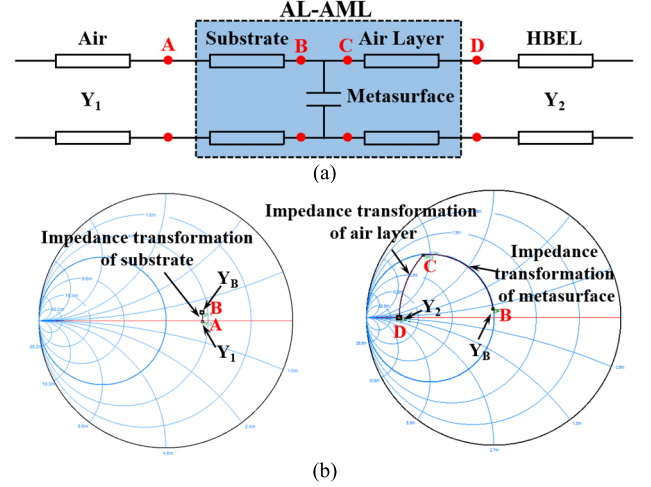 AL-AML
Air
A
Substrate
B
C
Air Layer
D
HBEL
Y1
Metasurface
Y2
(a)
Impedance transformation
of substrate
YB
B
A
Y1
Impedance transformation
of air layer
C
Impedance
transformation
of metasurface
D
Y2
B
YB
(b)